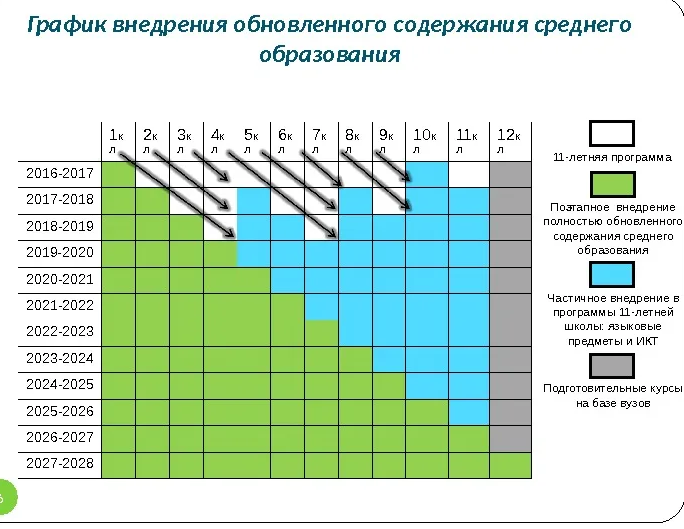 График внедрения обновленного содержания среднего
образования
1кл 2кл 3кл 4кл 5кл 6кл 7кл 8кл 9кл 10кл 11кл 12кл
2016-2017
2017-2018
2018-2019
2019-2020
2020-2021
2021-2022
2022-2023
2023-2024
2024-2025
2025-2026
2026-2027
2027-2028
11-летняя программа
Поэтапное внедрение
полностью обновленного
содержания среднего
образования
Частичное внедрение в
программы 11-летней
школы: языковые
предметы и ИКТ
Подготовительные курсы
на базе вузов